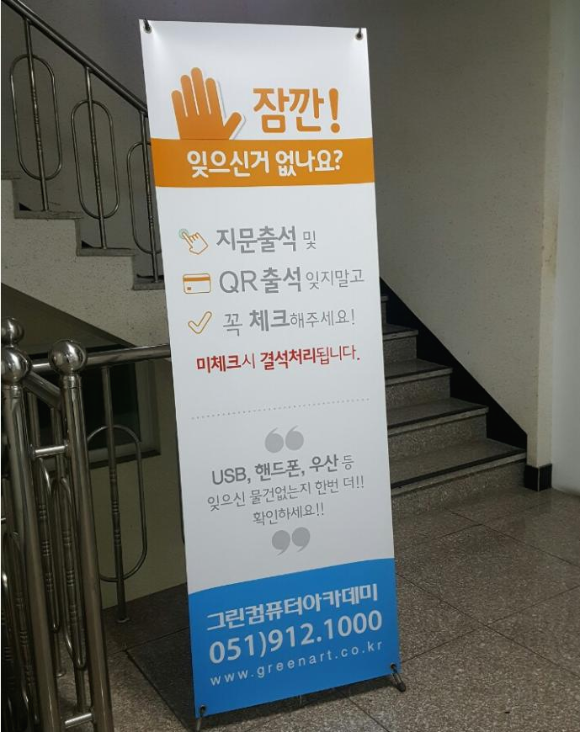 잠깐!
잊으신거 없나요?
지문출석 및
QR출석 잊지말고
꼭 체크해주세요!
미체크시 결석처리됩니다.
USB, 핸드폰, 우산 등
잊으신 물건없는지 한번 더!!
확인하세요!!
그린컴퓨터아카데미
051)912.1000
www.greenart.co.kr